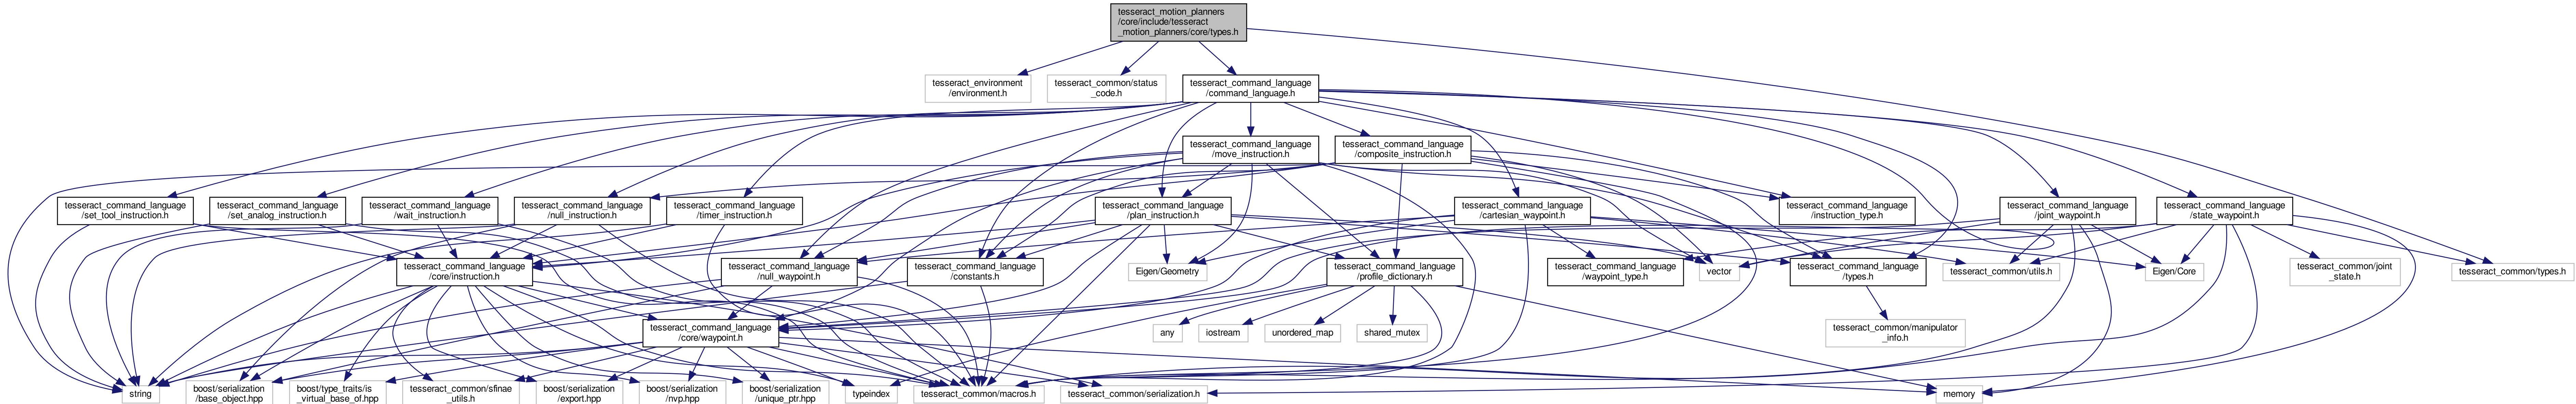 tesseract_motion_planners
/core/include/tesseract
_motion_planners/core/types.h
tesseract_environment
/environment.h
tesseract_common/status
_code.h
tesseract_command_language
/command_language.h
tesseract_command_language
/move_instruction.h
tesseract_command_language
/composite_instruction.h
tesseract_command_language
/set_tool_instruction.h
tesseract_command_language
/set_analog_instruction.h
tesseract_command_language
/wait_instruction.h
tesseract_command_language
/null_instruction.h
tesseract_command_language
/timer_instruction.h
tesseract_command_language
/plan_instruction.h
tesseract_command_language
/cartesian_waypoint.h
tesseract_command_language
/instruction_type.h
tesseract_command_language
/joint_waypoint.h
tesseract_command_language
/state_waypoint.h
tesseract_command_language
/core/instruction.h
tesseract_command_language
/null_waypoint.h
tesseract_command_language
/constants.h
Eigen/Geometry
tesseract_command_language
/profile_dictionary.h
tesseract_command_language
/waypoint_type.h
vector
tesseract_command_language
/types.h
tesseract_common/utils.h
Eigen/Core
tesseract_common/joint
_state.h
tesseract_common/types.h
tesseract_command_language
/core/waypoint.h
any
iostream
unordered_map
shared_mutex
tesseract_common/manipulator
_info.h
string
boost/serialization
/base_object.hpp
boost/type_traits/is
_virtual_base_of.hpp
tesseract_common/sfinae
_utils.h
boost/serialization
/export.hpp
boost/serialization
/nvp.hpp
boost/serialization
/unique_ptr.hpp
typeindex
tesseract_common/macros.h
tesseract_common/serialization.h
memory